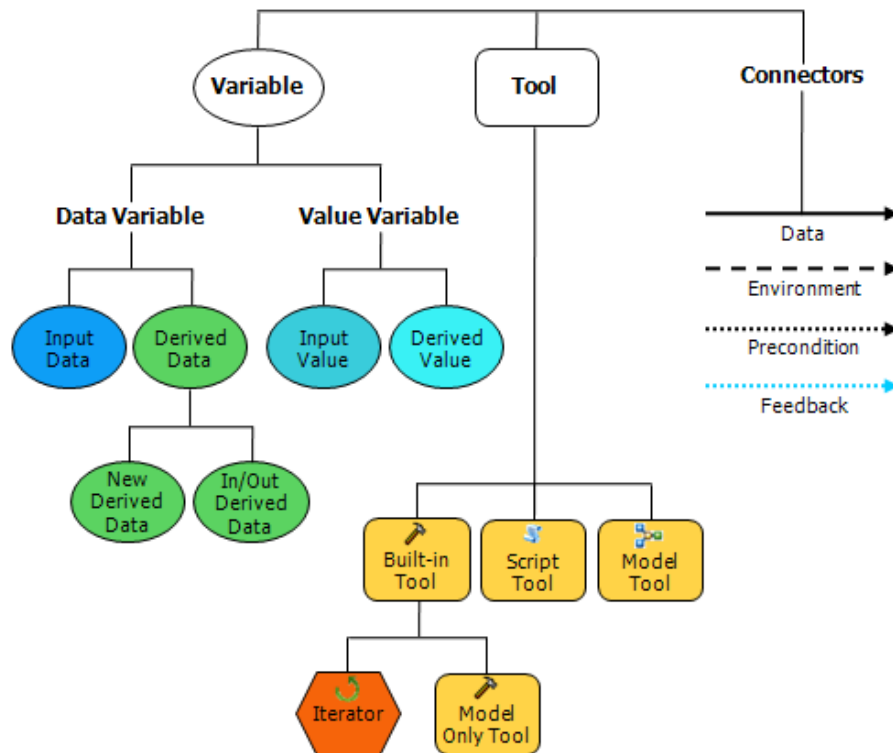 Variable
Tool
Connectors
Data Variable
Value Variable
Data
Environment
Input
Data
Derived
Data
Input
Value
Derived
Value
Precondition
Feedback
New
Derived
Data
In/Out
Derived
Data
Built-in
Tool
Script
Tool
Model
Tool
Iterator
Model
Only Tool